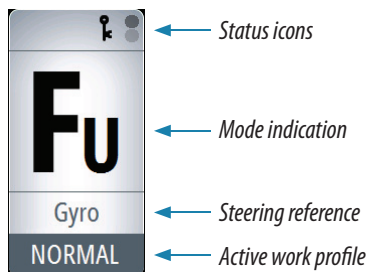 Status icons
Fu
Mode indication
Gyro
Steering reference
NORMAL
Active work profile